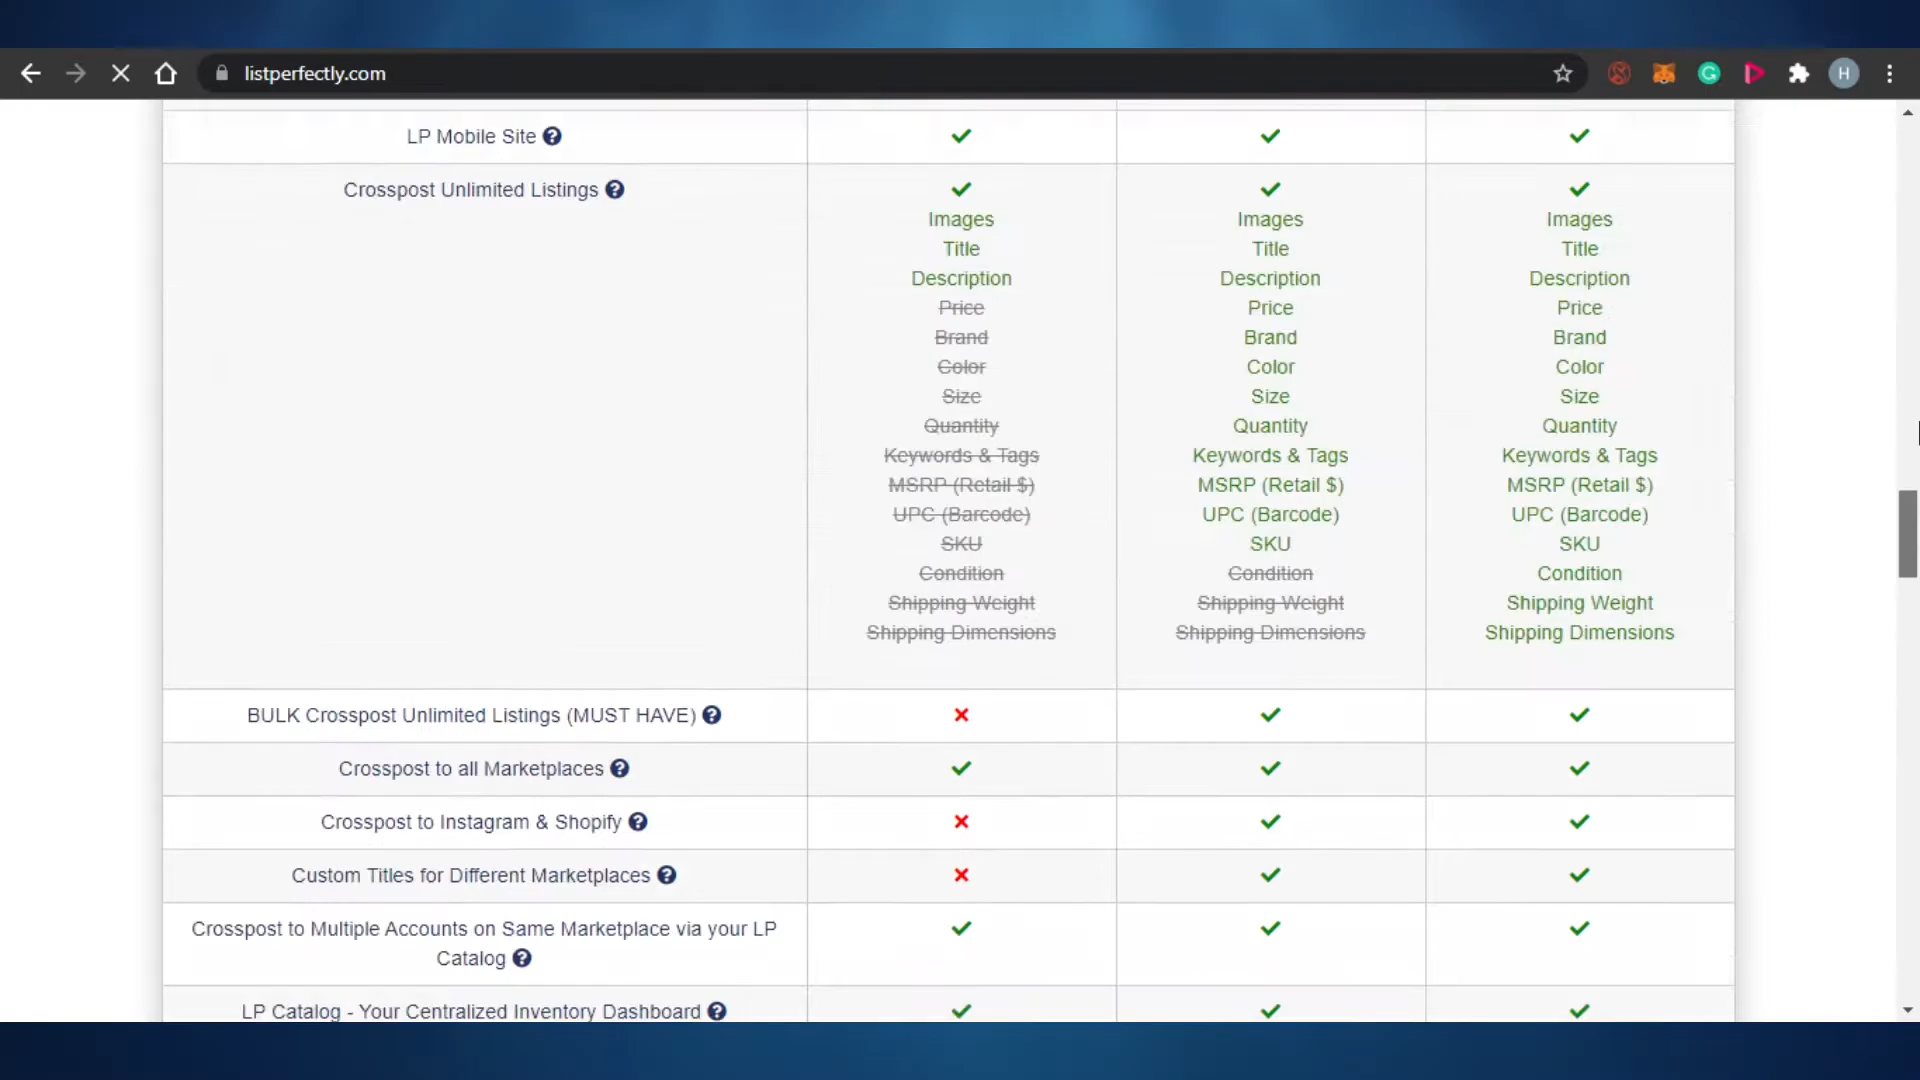 listperfectly.com
H
LP Mobile Site
Crosspost Unlimited Listings
Images Images Images
Title Title Title
Description Description Description
Price Price Price
Brand Brand Brand
Color Color Color
Size Size Size
Quantity Quantity Quantity
Keywords & Tags Keywords & Tags Keywords & Tags
MSRP (Retail $) MSRP (Retail $) MSRP (Retail $)
UPC (Barcode) UPC (Barcode) UPC (Barcode)
SKU SKU SKU
Condition Condition Condition
Shipping Weight Shipping Weight Shipping Weight
Shipping Dimensions Shipping Dimensions Shipping Dimensions
BULK Crosspost Unlimited Listings (MUST HAVE)
Crosspost to all Marketplaces
Crosspost to Instagram & Shopify
Custom Titles for Different Marketplaces
Crosspost to Multiple Accounts on Same Marketplace via your LP
Catalog
LP Catalog - Your Centralized Inventory Dashboard